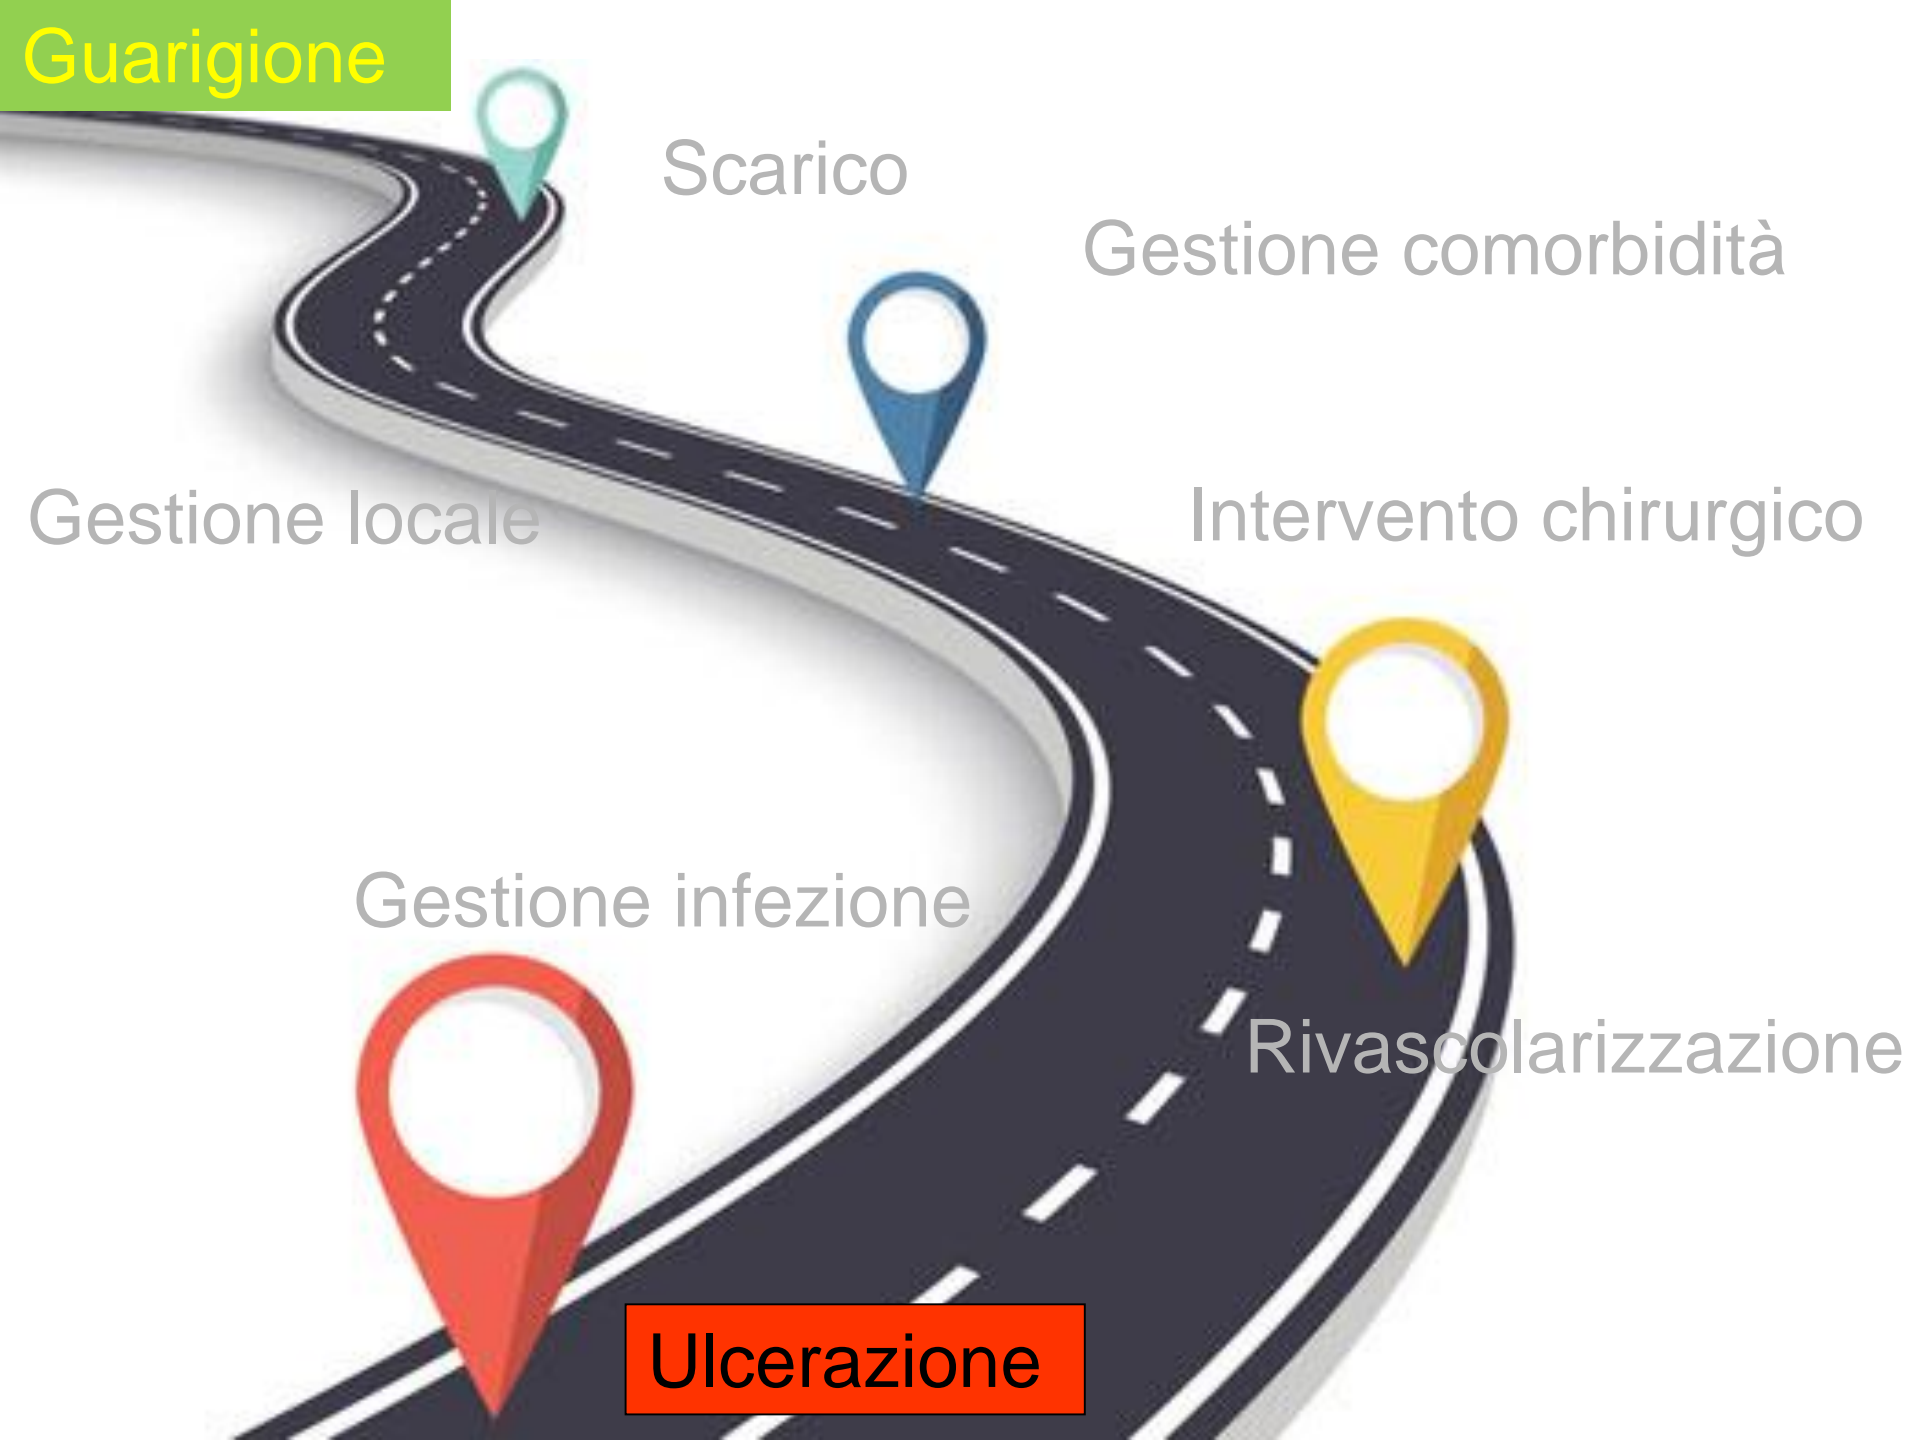 Guarigione
Scarico
Gestione comorbidità
Gestione locale
Intervento chirurgico
Gestione infezione
Rivascolarizzazione
Ulcerazione